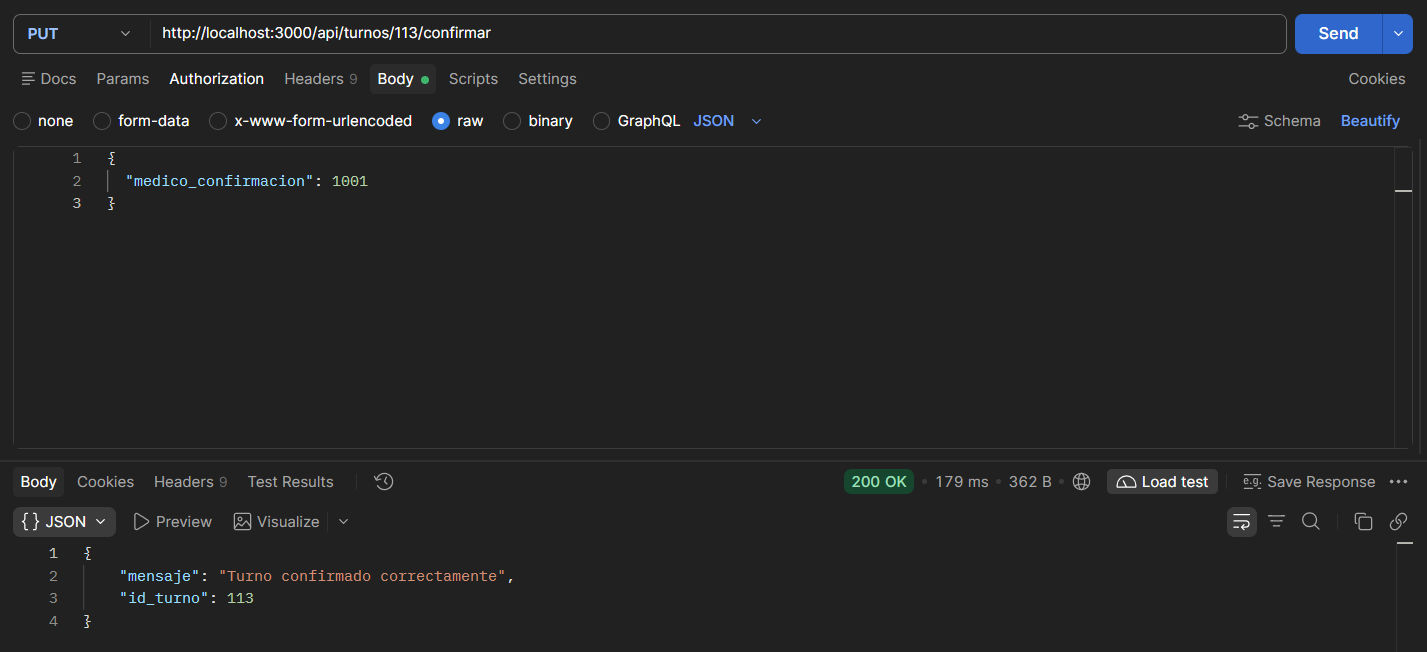 PUT http://localhost:3000/api/turnos/113/confirmar Send
Docs Params Authorization Headers 9 Body Scripts Settings Cookies
none form-data x-www-form-urlencoded raw binary GraphQL JSON Schema Beautify
1 {
2 "medico_confirmacion": 1001
3 }
Body Cookies Headers 9 Test Results 200 OK 179 ms 362 B Load test e.g. Save Response
{} JSON Preview Visualize
1 {
2 "mensaje": "Turno confirmado correctamente",
3 "id_turno": 113
4 }